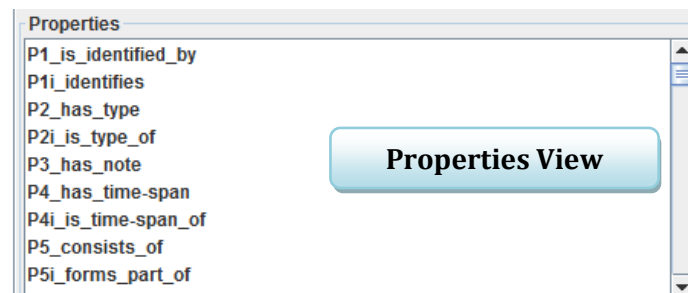 Properties
P1_is_identified_by
P1i_identifies
P2_has_type
P2i_is_type_of
P3_has_note
P4_has_time-span
P4i_is_time-span_of
P5_consists_of
P5i_forms_part_of
Properties View